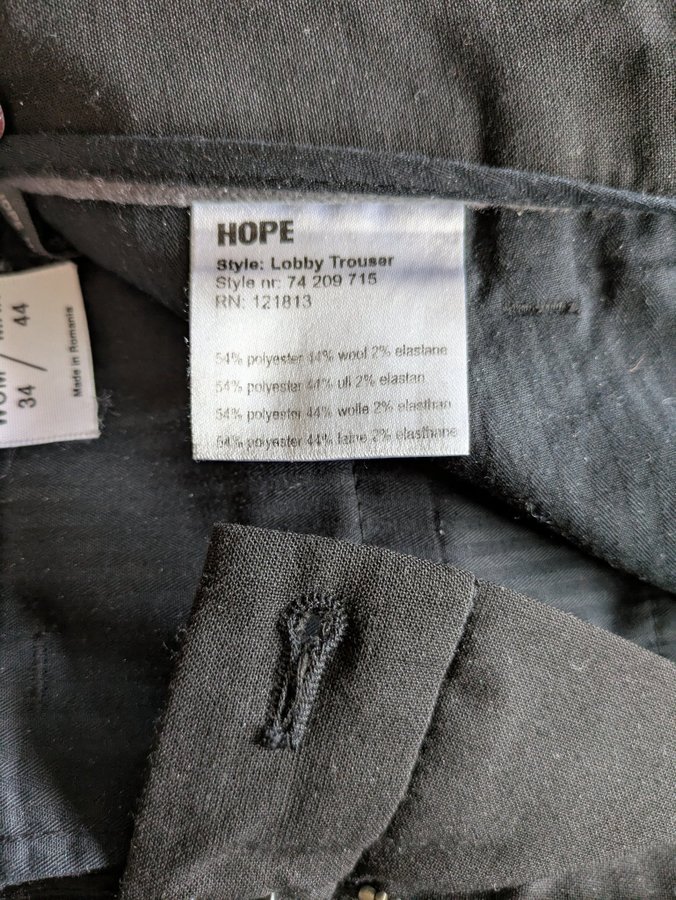 HOPE
Style: Lobby Trouser
Style nr: 74 209 715
RN: 121813
54% polyester 44% wool 2% elastane
54% polyester 44% ull 2% elastan
54% polyester 44% wolle 2% elasthan
54% polyester 44% laine 2% elasthane
34 / 44
Made in Romania